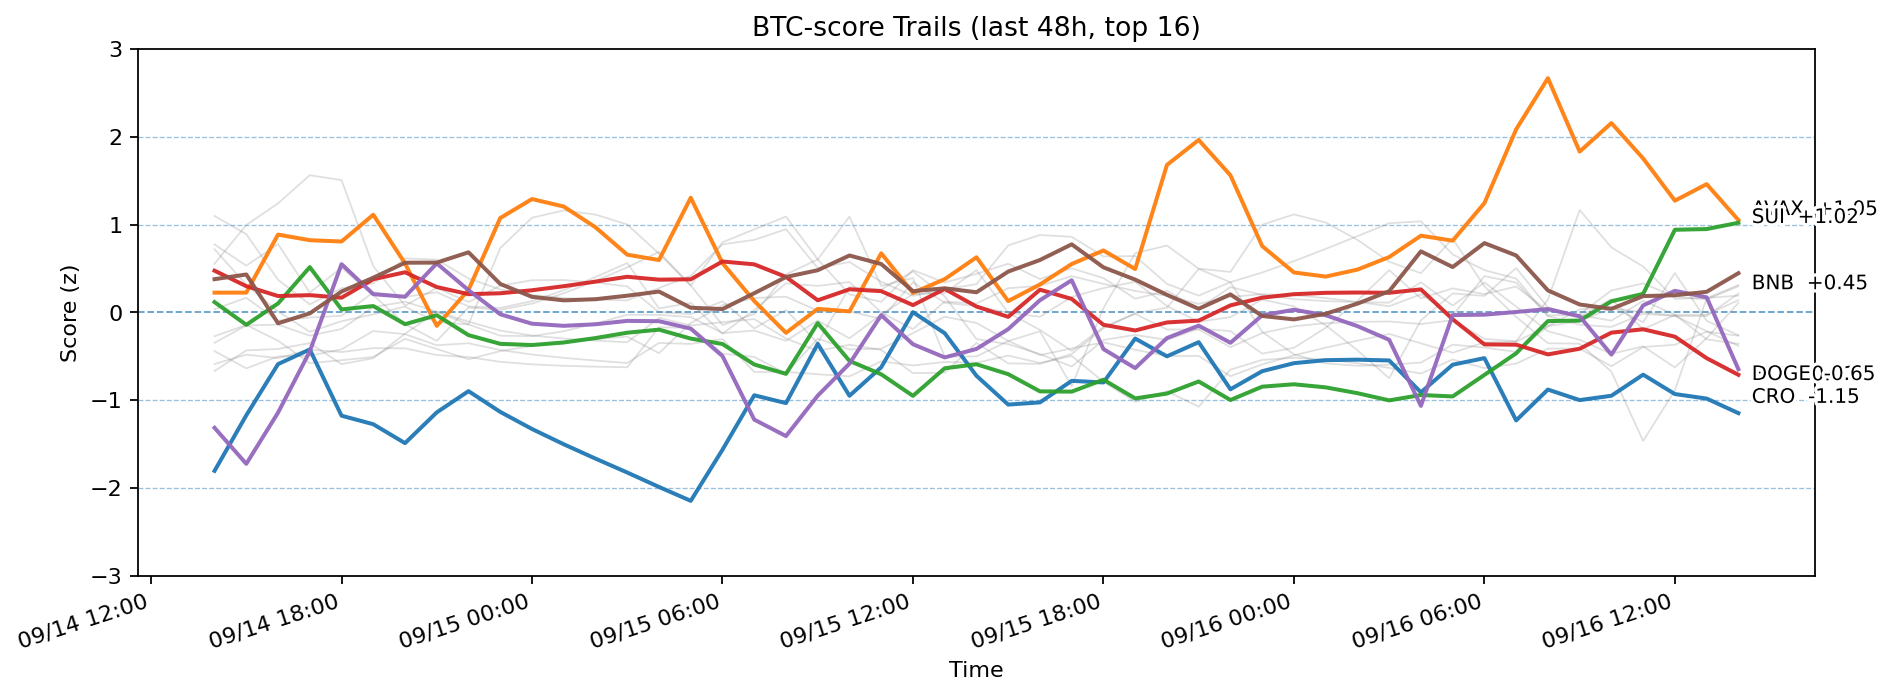 BTC-score Trails (last 48h, top 16)
Score (z)
3
2
1
0
−1
−2
−3
SUI +1.02
BNB +0.45
CRO -1.15
09/14 12:00
09/14 18:00
09/15 00:00
09/15 06:00
09/15 12:00
09/15 18:00
09/16 00:00
09/16 06:00
09/16 12:00
Time